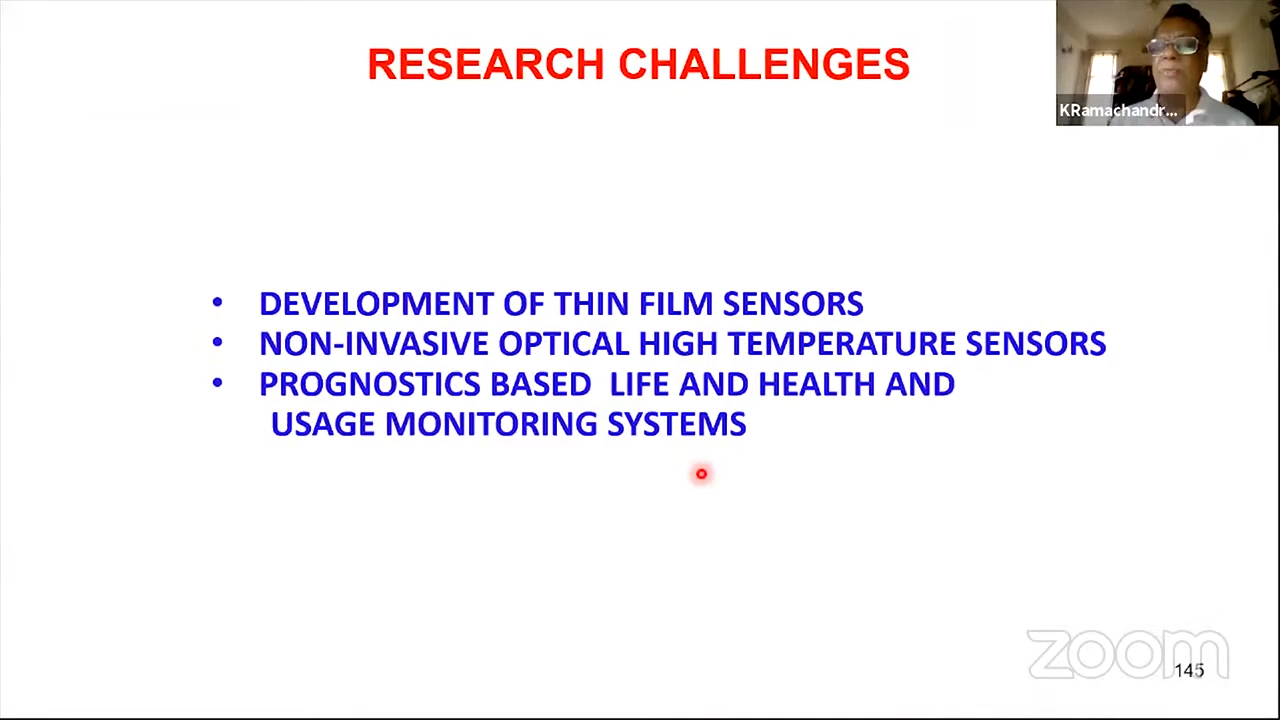 RESEARCH CHALLENGES
KRamachandr...
• DEVELOPMENT OF THIN FILM SENSORS
• NON-INVASIVE OPTICAL HIGH TEMPERATURE SENSORS
• PROGNOSTICS BASED LIFE AND HEALTH AND
USAGE MONITORING SYSTEMS
zoom
145